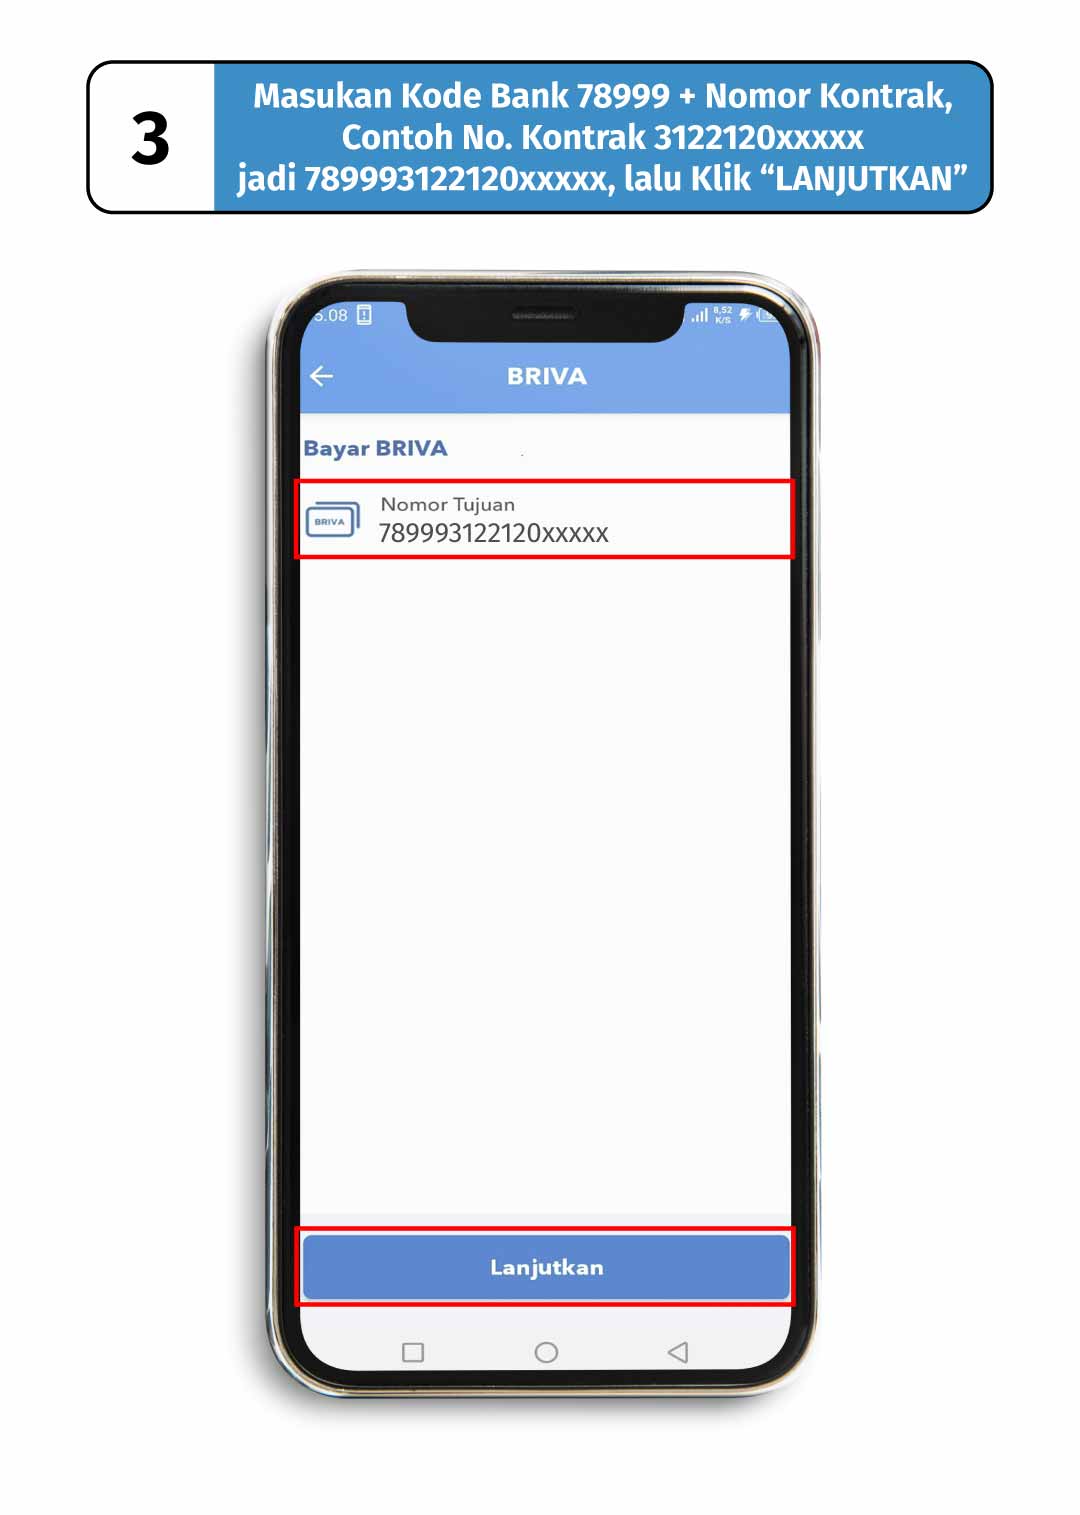 3
Masukan Kode Bank 78999 + Nomor Kontrak,
Contoh No. Kontrak 3122120xxxxx
jadi 789993122120xxxxx, lalu Klik “LANJUTKAN”
5.08
8,52
K/S
BRIVA
Bayar BRIVA
Nomor Tujuan
BRIVA
789993122120xxxxx
Lanjutkan